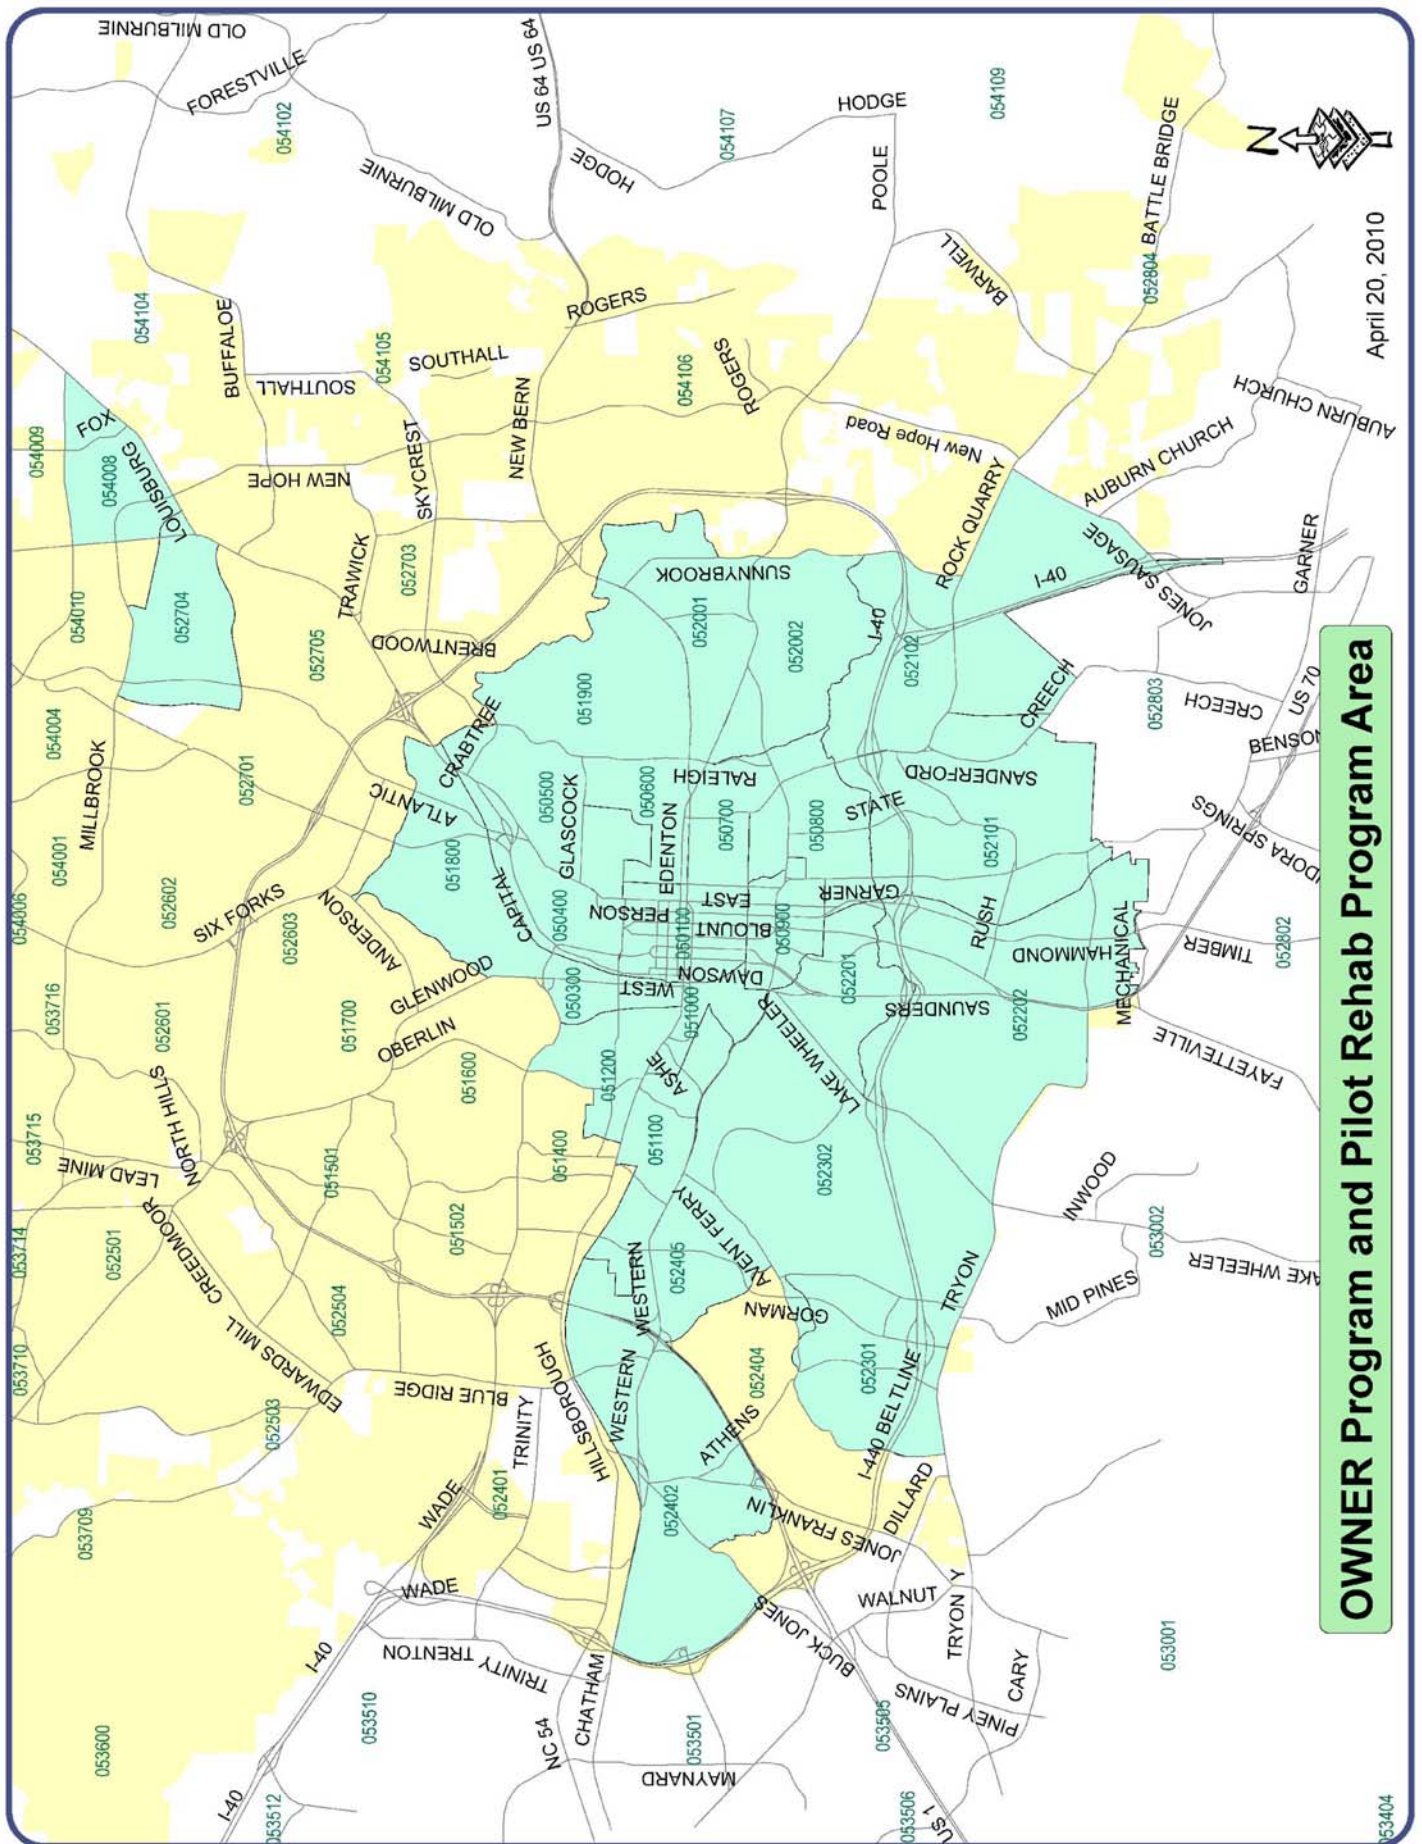 OLD MILBURNIE
FORESTVILLE
054102
US 64 US 64
HODGE
054109
054107
HODGE
OLD MILBURNIE
POOLE
BATTLE BRIDGE
052804
BARWELL
N
April 20, 2010
054104
BUFFALOE
ROGERS
054105
SOUTHALL
SOUTHALL
054106
ROGERS
NEW BERN
SKYCREST
New Hope Road
AUBURN CHURCH
AUBURN CHURCH
054009
FOX
054008
LOUISBURG
NEW HOPE
ROCK QUARRY
JONES SAUSAGE
GARNER
TRAWICK
052703
SUNNYBROOK
I-40
054010
052704
052705
BRENTWOOD
052001
052002
I-40
052102
CREECH
052803
CREECH
US 70
054004
MILLBROOK
052701
CRABTREE
051900
ATLANTIC
RALEIGH
SANDERFORD
054001
050500
GLASCOCK
050600
EDENTON
050700
050800
STATE
052101
051800
CAPITAL
054006
052602
SIX FORKS
052603
ANDERSON
050400
PERSON
EAST
BLOUNT
050100
050900
GARNER
RUSH
HAMMOND
MECHANICAL
TIMBER
052802
053716
052601
051700
GLENWOOD
OBERLIN
050300
WEST
DAWSON
051000
052201
SAUNDERS
052202
FAYETTEVILLE
LAKE WHEELER
051600
051200
ASHE
053715
LEAD MINE
NORTH HILLS
051501
051400
051100
052302
INWOOD
053002
053714
052501
CREEDMOOR
051502
AVENT FERRY
052405
WESTERN
GORMAN
TRYON
MID PINES
053710
EDWARDS MILL
052504
BLUE RIDGE
HILLSBOROUGH
WESTERN
052404
052301
I-440 BELTLINE
052503
TRINITY
ATHENS
053709
WADE
052401
052402
JONES FRANKLIN
DILLARD
WADE
I-40
TRENTON
TRINITY
CHATHAM
BUCK JONES
WALNUT
TRYON
053001
053600
053510
NC 54
053501
MAYNARD
053505
PINEY PLAINS
CARY
I-40
053512
053506
US 1
OWNER Program and Pilot Rehab Program Area